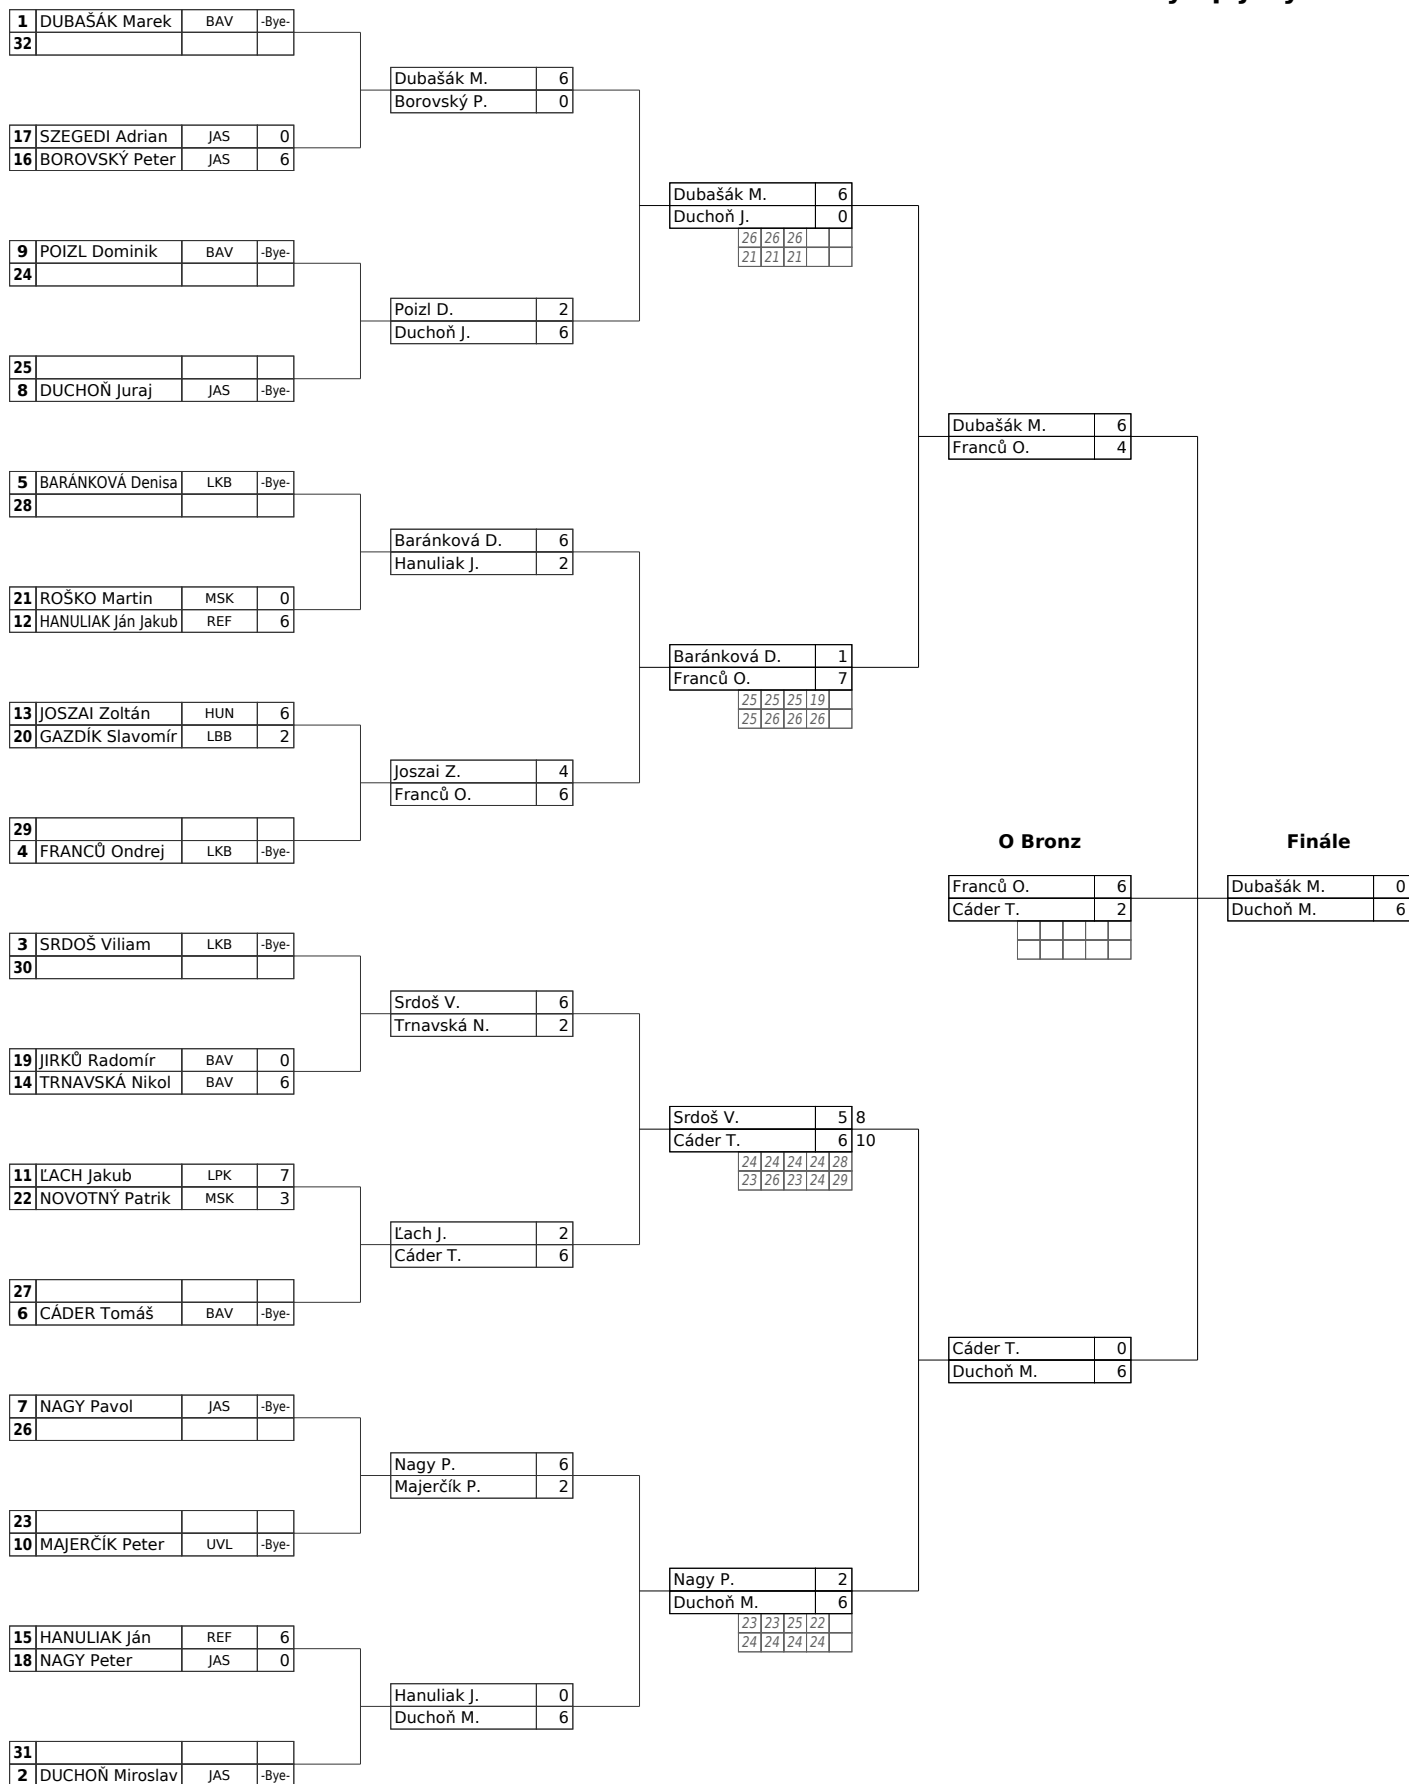 1 DUBAŠÁK Marek BAV -Bye-
32
Dubašák M. 6
Borovský P. 0
17 SZEGEDI Adrian JAS 0
16 BOROVSKÝ Peter JAS 6
Dubašák M. 6
Duchoň J. 0
26 26 26
21 21 21
9 POIZL Dominik BAV -Bye-
24
Poizl D. 2
Duchoň J. 6
25
8 DUCHOŇ Juraj JAS -Bye-
Dubašák M. 6
Franců O. 4
5 BARÁNKOVÁ Denisa LKB -Bye-
28
Baránková D. 6
Hanuliak J. 2
21 ROŠKO Martin MSK 0
12 HANULIAK Ján Jakub REF 6
Baránková D. 1
Franců O. 7
25 25 25 19
25 26 26 26
13 JOSZAI Zoltán HUN 6
20 GAZDÍK Slavomír LBB 2
Joszai Z. 4
Franců O. 6
29
4 FRANCŮ Ondrej LKB -Bye-
O Bronz Finále
Franců O. 6 Dubašák M. 0
Cáder T. 2 Duchoň M. 6
3 SRDOŠ Viliam LKB -Bye-
30
Srdoš V. 6
Trnavská N. 2
19 JIRKŮ Radomír BAV 0
14 TRNAVSKÁ Nikol BAV 6
Srdoš V. 5 8
Cáder T. 6 10
24 24 24 24 28
23 26 23 24 29
11 ĽACH Jakub LPK 7
22 NOVOTNÝ Patrik MSK 3
Ľach J. 2
Cáder T. 6
27
6 CÁDER Tomáš BAV -Bye-
Cáder T. 0
Duchoň M. 6
7 NAGY Pavol JAS -Bye-
26
Nagy P. 6
Majerčík P. 2
23
10 MAJERČÍK Peter UVL -Bye-
Nagy P. 2
Duchoň M. 6
23 23 25 22
24 24 24 24
15 HANULIAK Ján REF 6
18 NAGY Peter JAS 0
Hanuliak J. 0
Duchoň M. 6
31
2 DUCHOŇ Miroslav JAS -Bye-